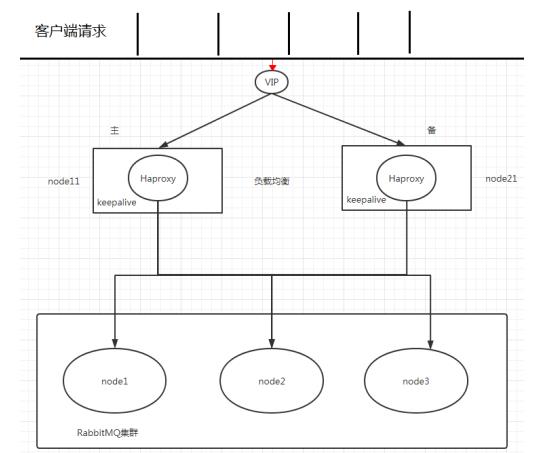 客户端请求
VIP
主
备
node11
Haproxy
keepalive
负载均衡
Haproxy
keepalive
node21
node1
node2
node3
RabbitMQ集群